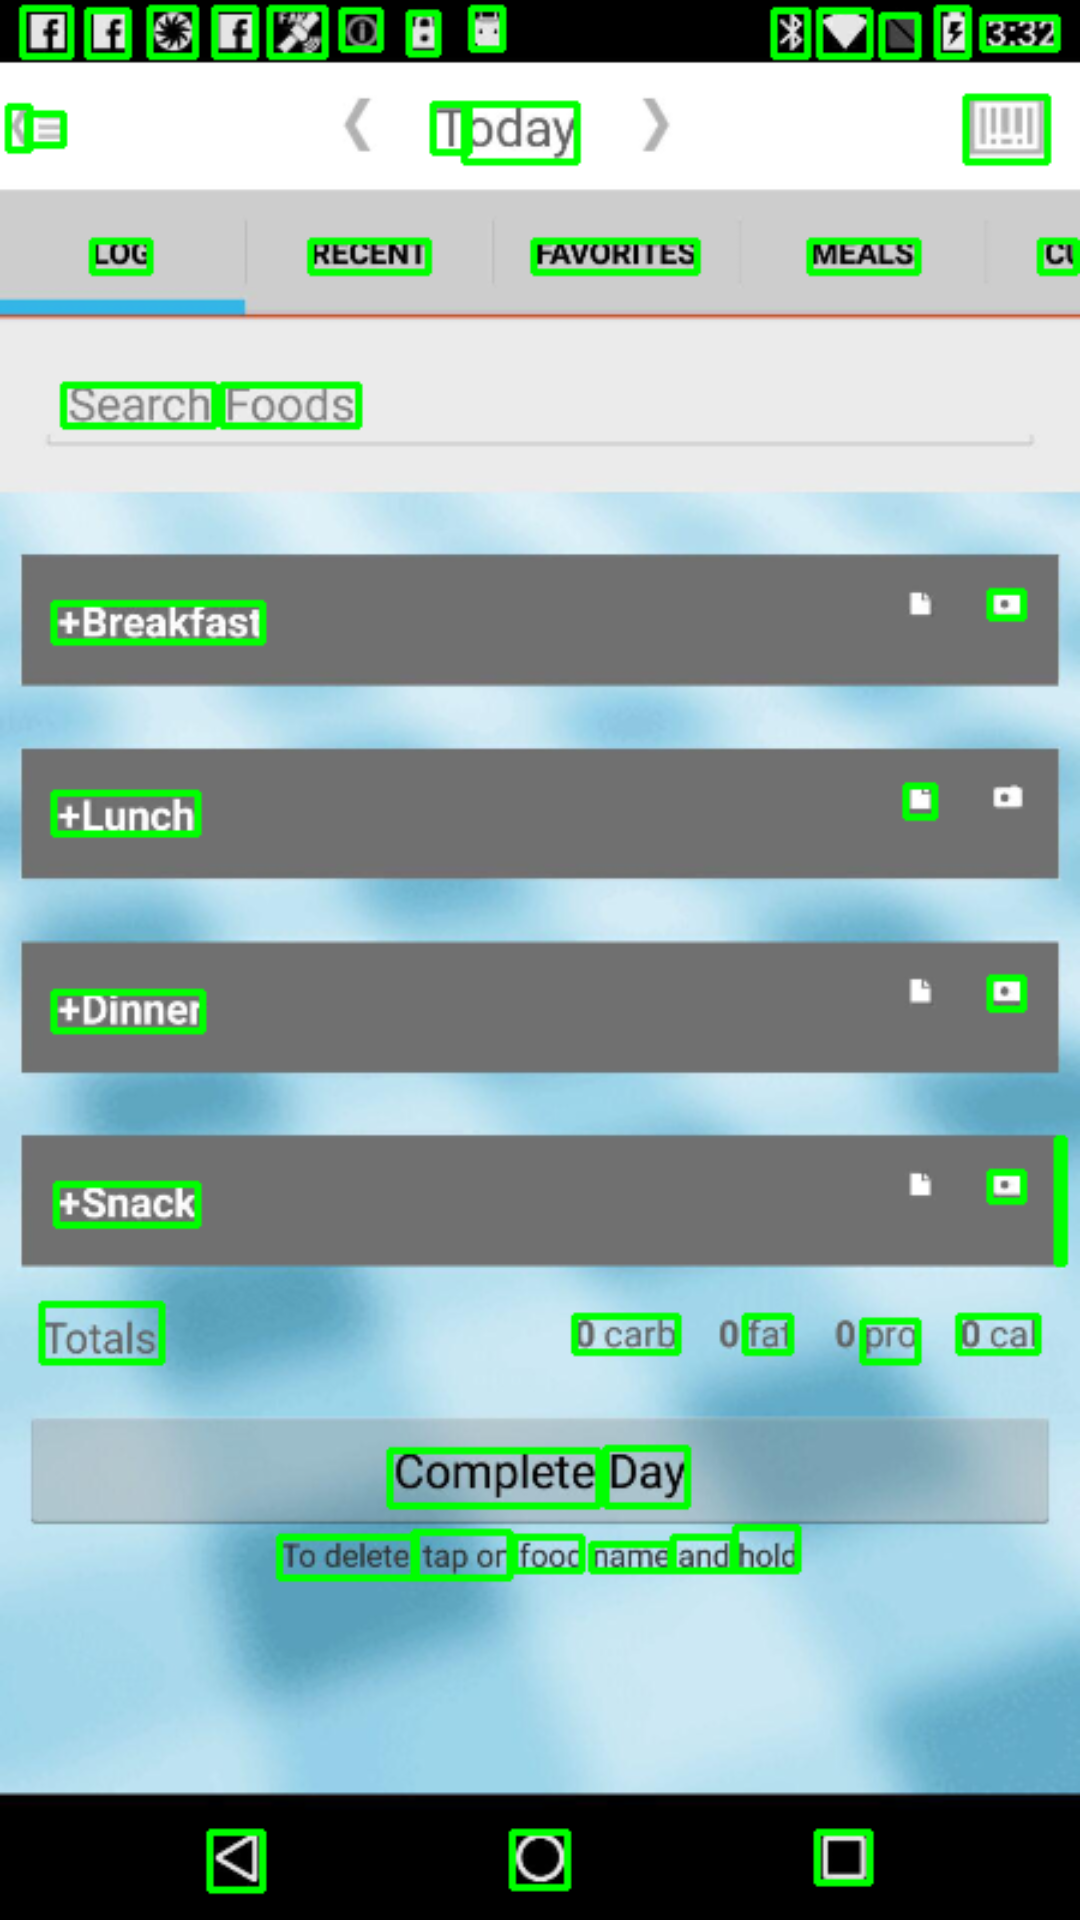 3:32
Today
LOG RECENT FAVORITES MEALS CU
Search Foods
+Breakfast
+Lunch
+Dinner
+Snack
Totals 0 carb 0 fat 0 pro 0 cal
Complete Day
To delete tap on food name and hold